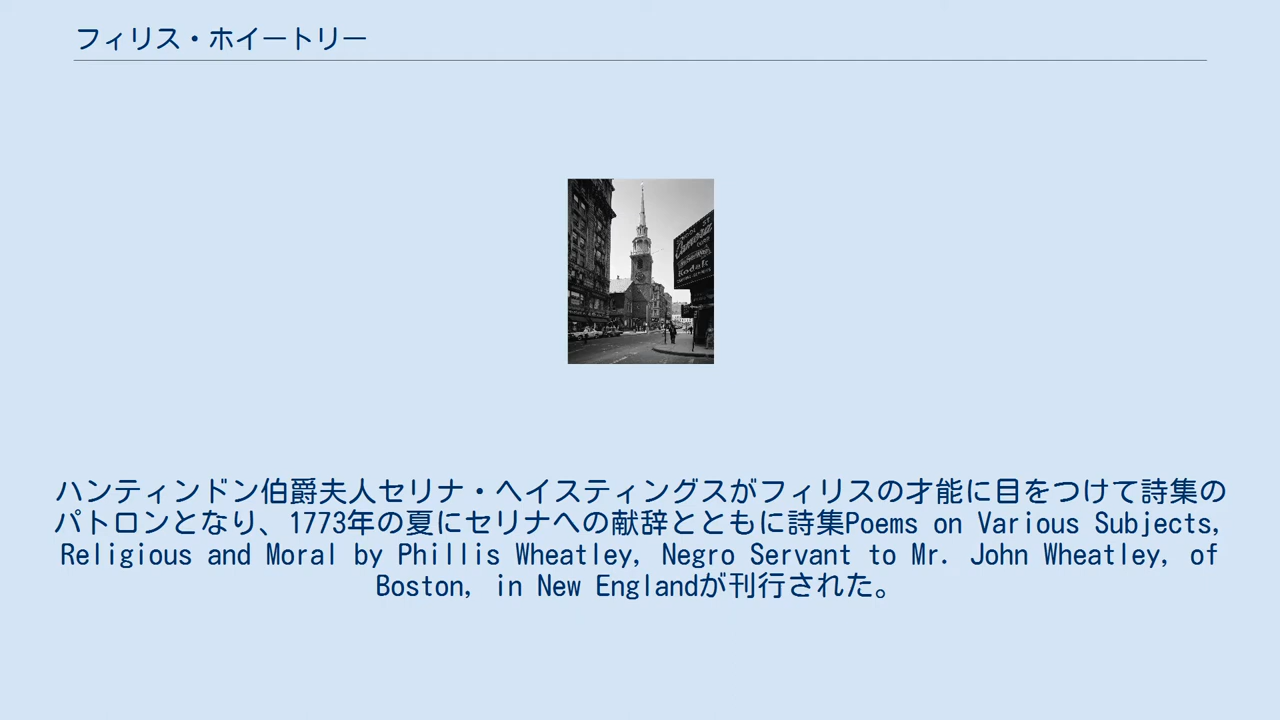 フィリス・ホイートリー
SCHOOL ST.
Kodak
ハンティンドン伯爵夫人セリナ・ヘイスティングスがフィリスの才能に目をつけて詩集の
パトロンとなり、1773年の夏にセリナへの献辞とともに詩集Poems on Various Subjects,
Religious and Moral by Phillis Wheatley, Negro Servant to Mr. John Wheatley, of
Boston, in New Englandが刊行された。